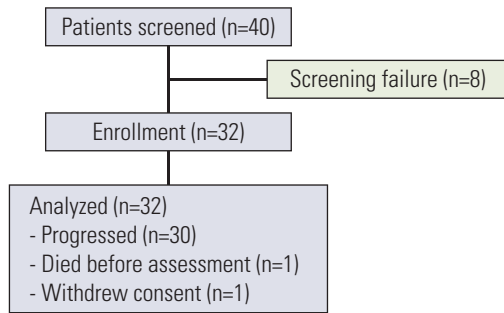 Patients screened (n=40)
Screening failure (n=8)
Enrollment (n=32)
Analyzed (n=32)
- Progressed (n=30)
- Died before assessment (n=1)
- Withdrew consent (n=1)